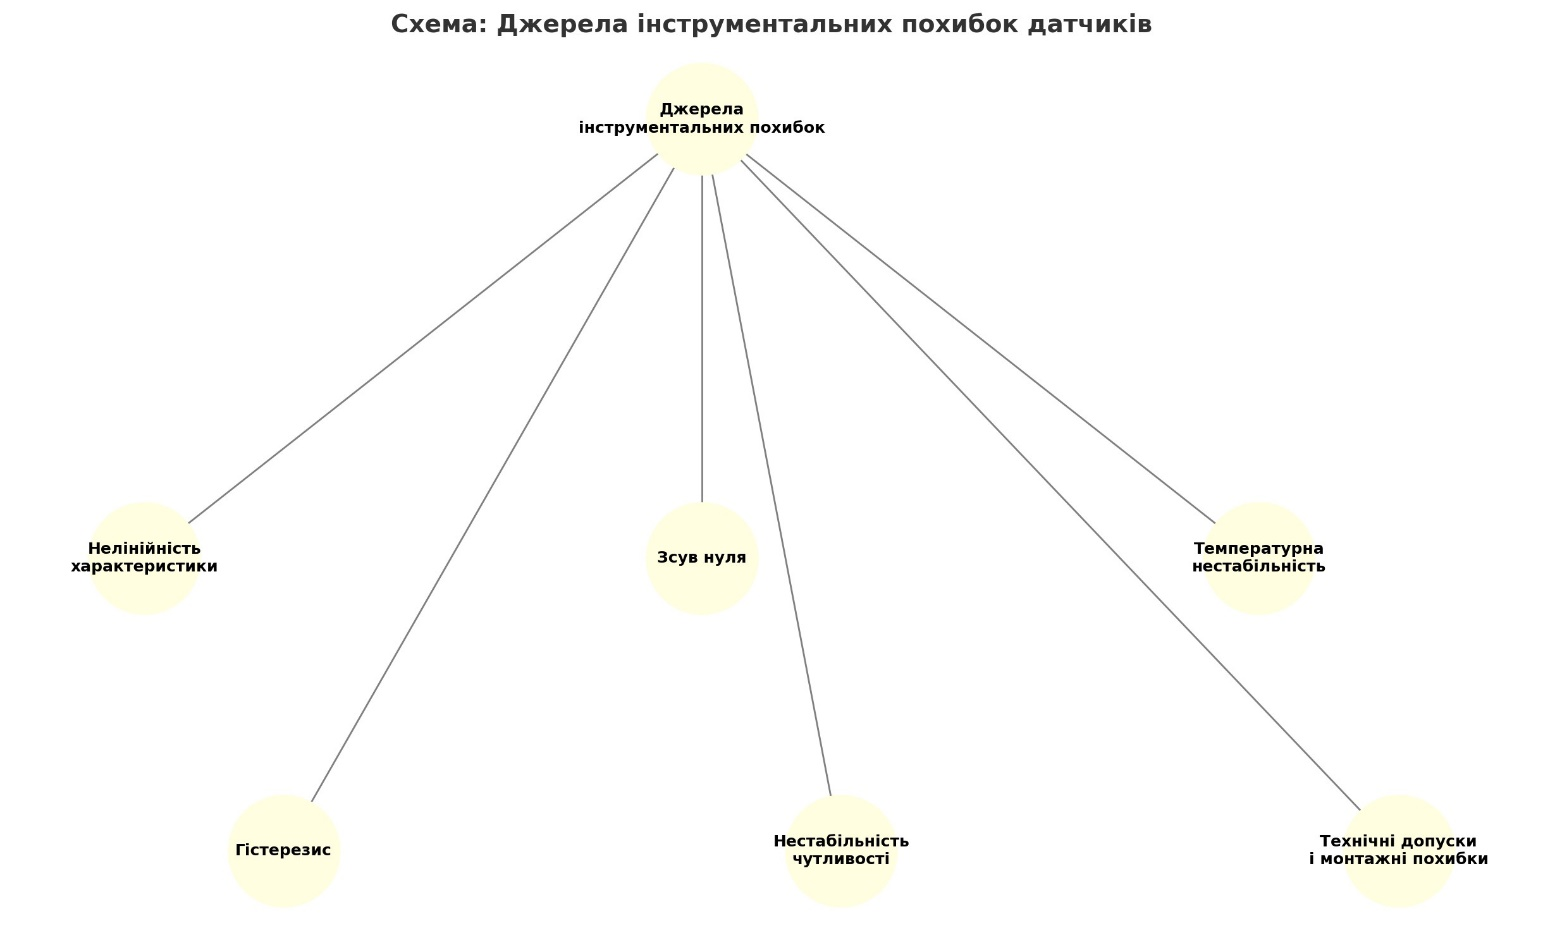 Схема: Джерела інструментальних похибок датчиків
Джерела
інструментальних похибок
Нелінійність
характеристики
Зсув нуля
Температурна
нестабільність
Гістерезис
Нестабільність
чутливості
Технічні допуски
і монтажні похибки